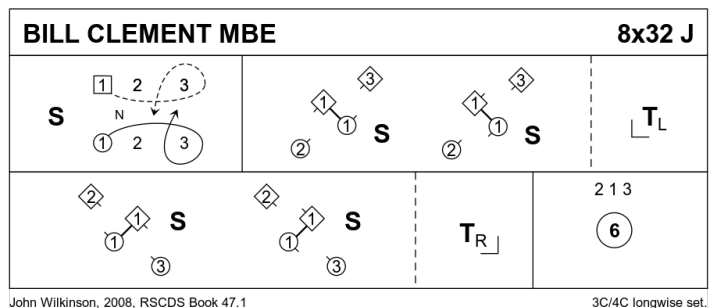 BILL CLEMENT MBE 8x32 J
1 2 3
S N
1 2 3
3 3
1 1
1 S 1 S
2 2
T L
2 2
1 S 1 S
1 1
3 3
T R
2 1 3
6
John Wilkinson, 2008, RSCDS Book 47.1 3C/4C longwise set.